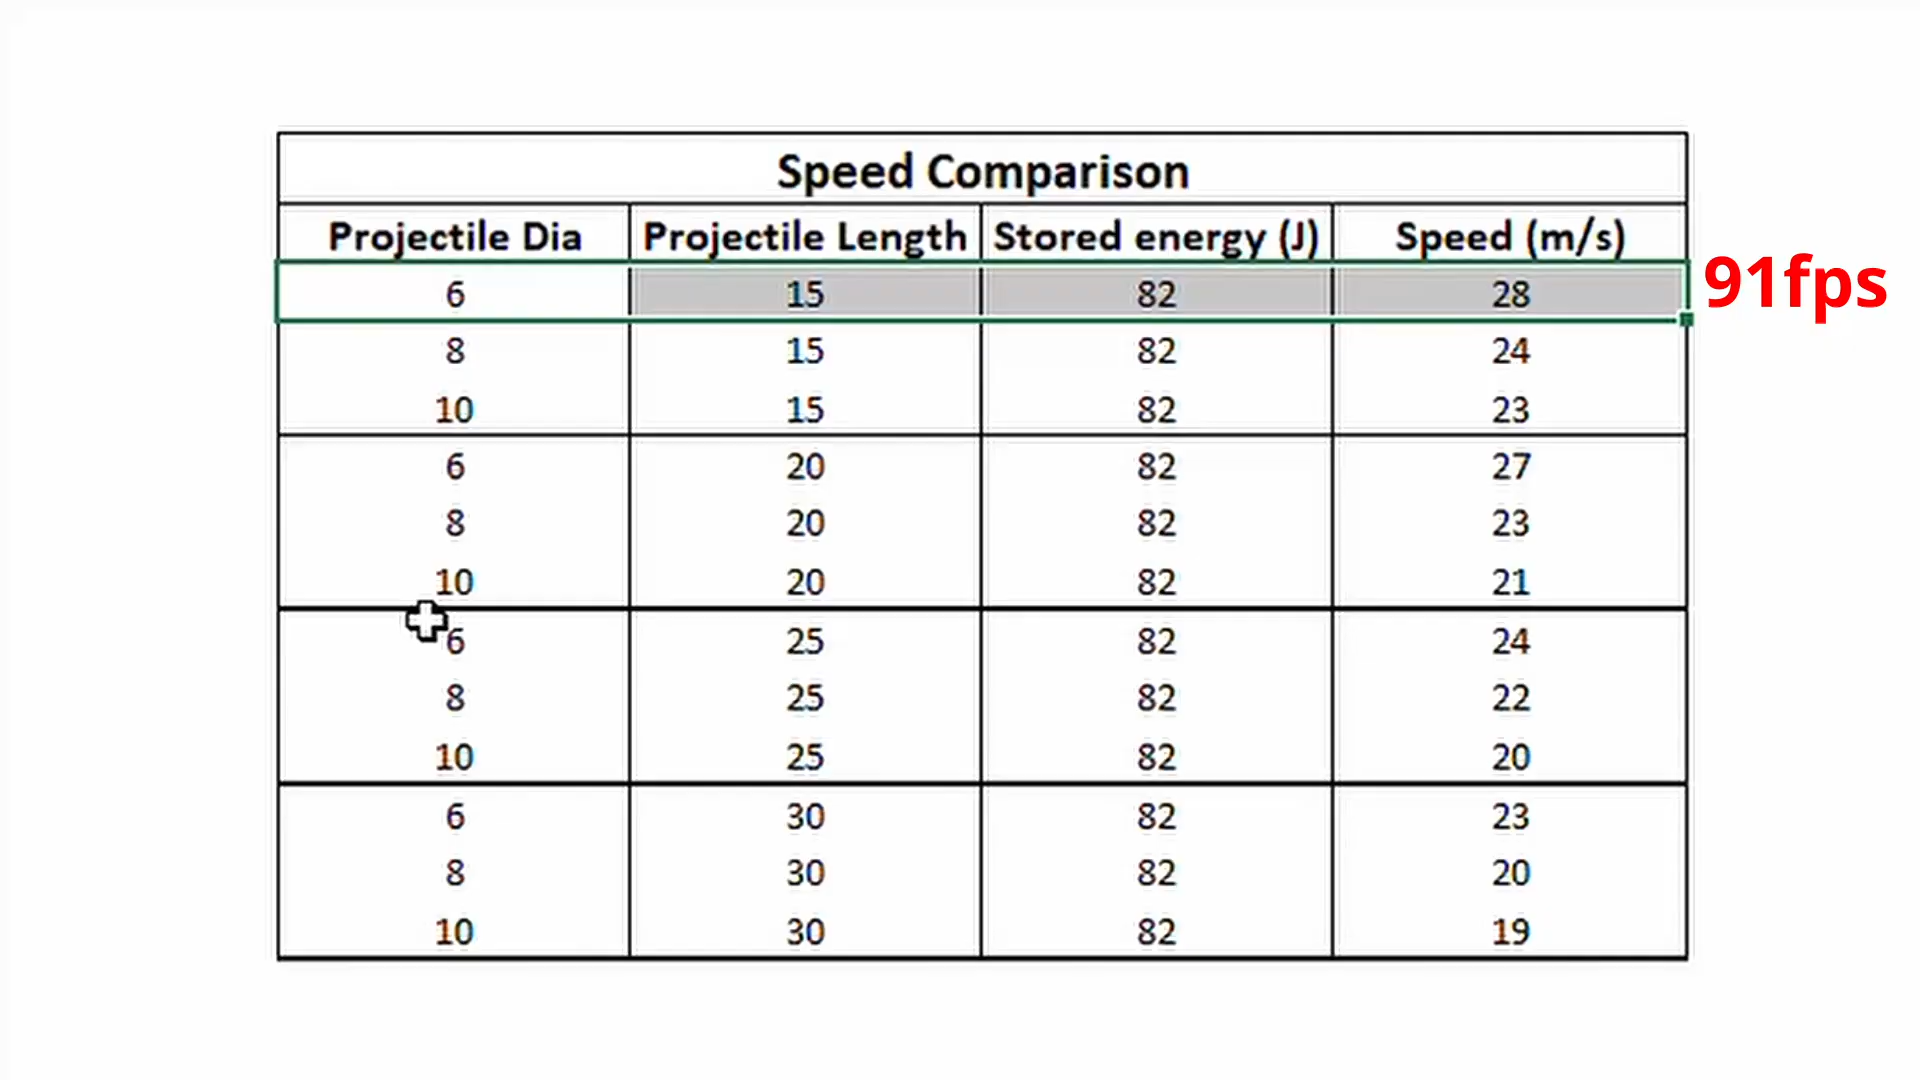 Speed Comparison
Projectile Dia Projectile Length Stored energy (J) Speed (m/s)
6 15 82 28 91fps
8 15 82 24
10 15 82 23
6 20 82 27
8 20 82 23
10 20 82 21
6 25 82 24
8 25 82 22
10 25 82 20
6 30 82 23
8 30 82 20
10 30 82 19